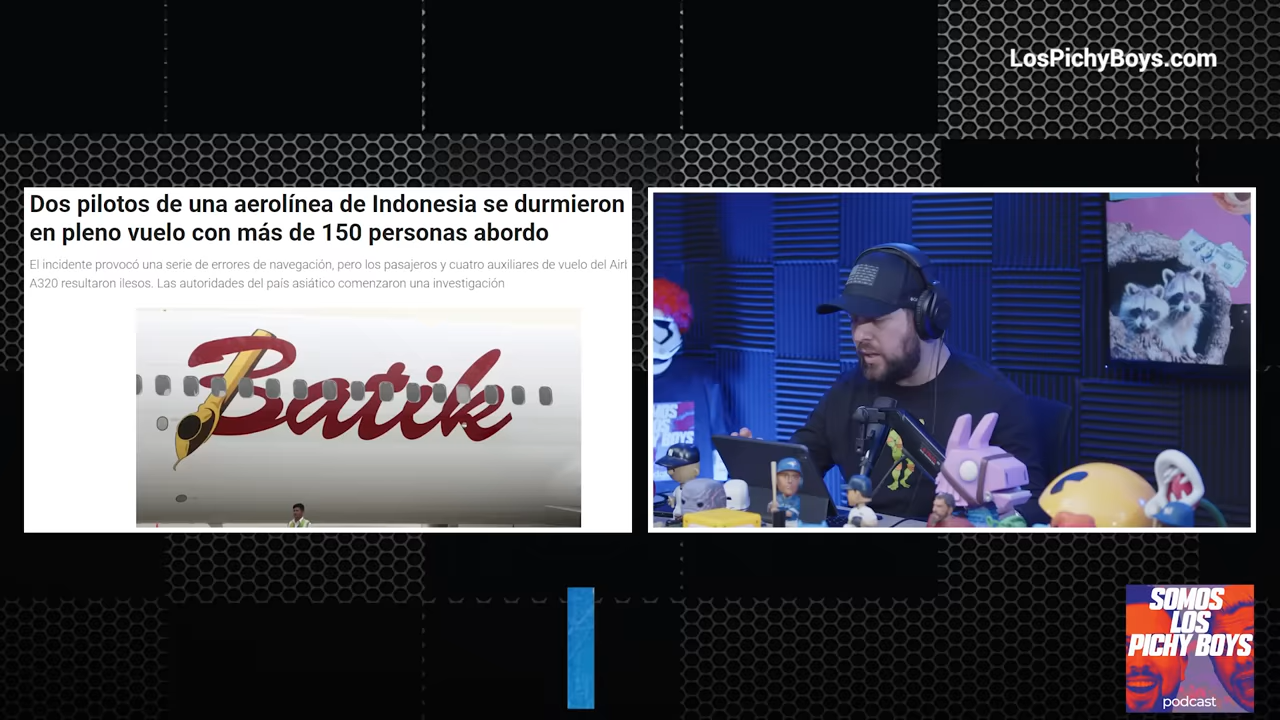 LosPichyBoys.com
Dos pilotos de una aerolínea de Indonesia se durmieron
en pleno vuelo con más de 150 personas abordo
El incidente provocó una serie de errores de navegación, pero los pasajeros y cuatro auxiliares de vuelo del Airl
A320 resultaron ilesos. Las autoridades del país asiático comenzaron una investigación
Batik
SOMOS
LOS
PICHY BOYS
podcast